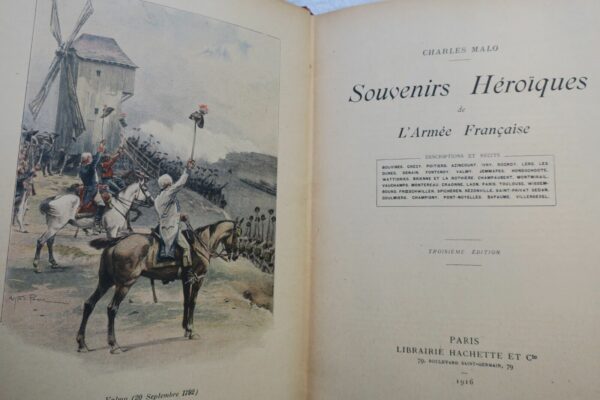 Valmy (20 Septembre 1792)
CHARLES MALO
Souvenirs Héroïques
de
L'Armée Française
DESCRIPTIONS ET RÉCITS
BOUVINES, CRÉCY, POITIERS, AZINCOURT, IVRY, ROCROY, LENS, LES
DUNES, DENAIN, FONTENOY, VALMY, JEMMAPES, HONDSCHOOTE,
WATTIGNIES, BRIENNE ET LA ROTHIÈRE, CHAMPAUBERT, MONTMIRAIL,
VAUCHAMPS, MONTEREAU, CRAONNE, LAON, PARIS, TOULOUSE, WISSEM-
BOURG, FRŒSCHWILLER, SPICHEREN, REZONVILLE, SAINT-PRIVAT, SEDAN,
COULMIERS, CHAMPIGNY, PONT-NOYELLES, BAPAUME, VILLERSEXEL.
TROISIÈME ÉDITION
PARIS
LIBRAIRIE HACHETTE ET Cie
79, BOULEVARD SAINT-GERMAIN, 79
1916